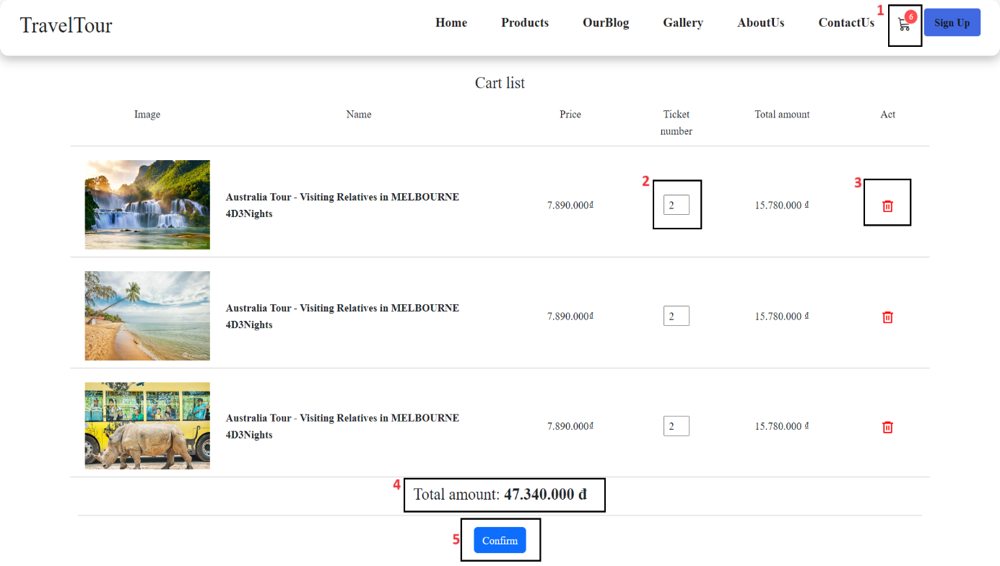 TravelTour
Home Products OurBlog Gallery AboutUs ContactUs 1 6 Sign Up
Cart list
Image Name Price Ticket number Total amount Act
Australia Tour - Visiting Relatives in MELBOURNE
4D3Nights
7.890.000₫ 2 2 15.780.000 ₫ 3
Australia Tour - Visiting Relatives in MELBOURNE
4D3Nights
7.890.000₫ 2 15.780.000 ₫
Australia Tour - Visiting Relatives in MELBOURNE
4D3Nights
7.890.000₫ 2 15.780.000 ₫
4 Total amount: 47.340.000 đ
5 Confirm